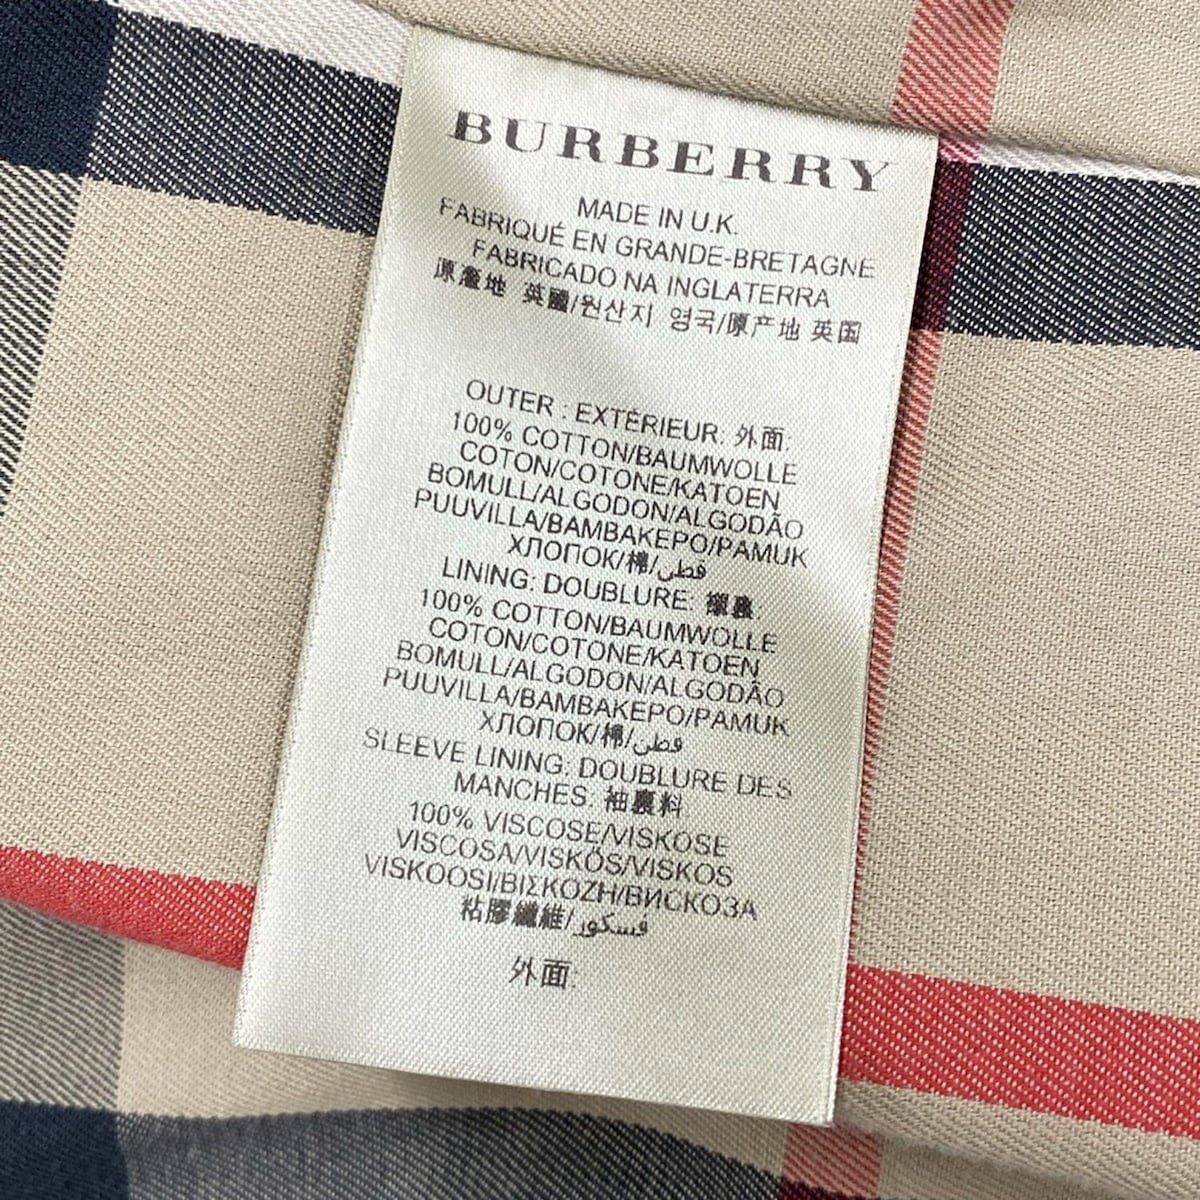 BURBERRY
MADE IN U.K.
FABRIQUÉ EN GRANDE-BRETAGNE
FABRICADO NA INGLATERRA
原產地 英國/원산지 영국/原产地 英国
OUTER : EXTÉRIEUR: 外面:
100% COTTON/BAUMWOLLE
COTON/COTONE/KATOEN
BOMULL/ALGODON/ALGODÃO
PUUVILLA/BAMBAKEPO/PAMUK
ХЛОПОК/棉/قطن
LINING: DOUBLURE: 裏:
100% COTTON/BAUMWOLLE
COTON/COTONE/KATOEN
BOMULL/ALGODON/ALGODÃO
PUUVILLA/BAMBAKEPO/PAMUK
ХЛОПОК/棉/قطن
SLEEVE LINING: DOUBLURE DES
MANCHES: 袖裏料:
100% VISCOSE/VISKOSE
VISCOSA/VISKÓS/VISKOS
VISKOOSI/ΒΙΣΚΟΖΗ/ВИСКОЗА
粘膠纖維/فسكوز
外面: